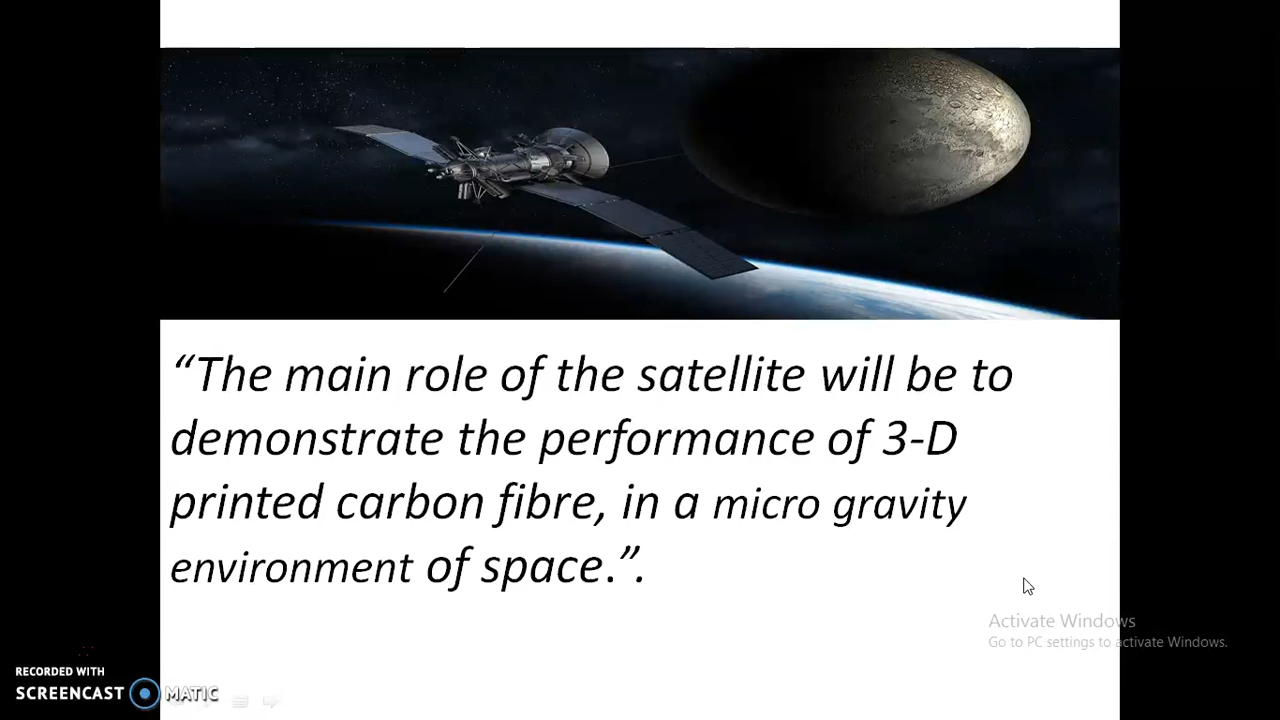 “The main role of the satellite will be to
demonstrate the performance of 3-D
printed carbon fibre, in a micro gravity
environment of space.”.
Activate Windows
Go to PC settings to activate Windows.
RECORDED WITH
SCREENCAST MATIC